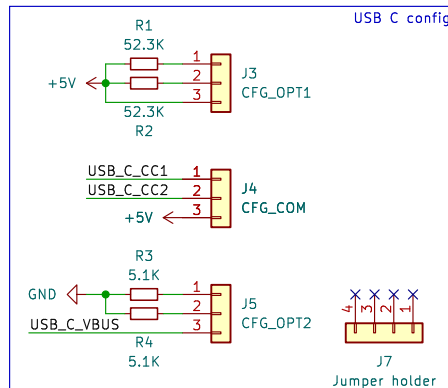 USB C config
R1
52.3K
1
2
3
+5V
52.3K
R2
J3
CFG_OPT1
USB_C_CC1
USB_C_CC2
+5V
1
2
3
J4
CFG_COM
R3
5.1K
GND
1
2
3
USB_C_VBUS
R4
5.1K
J5
CFG_OPT2
4
3
2
1
J7
Jumper holder